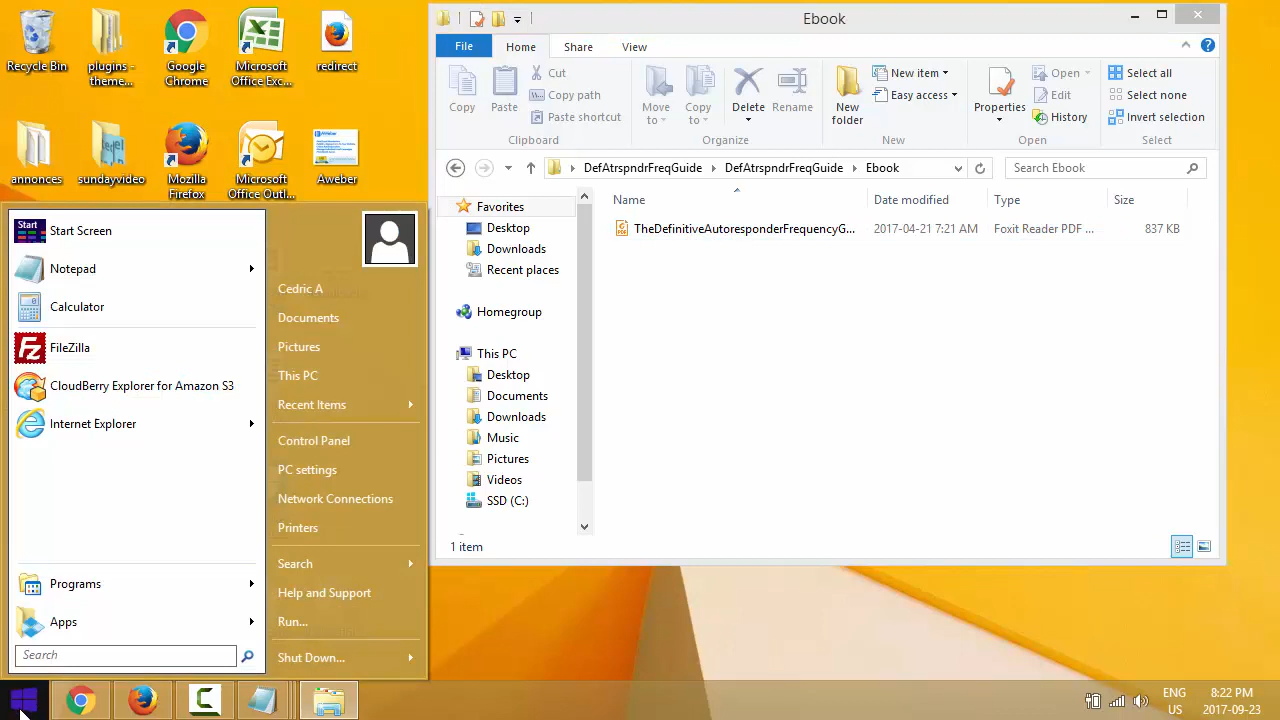 Recycle Bin
plugins -
theme...
Google
Chrome
Microsoft
Office Exc...
redirect
annonces
sundayvideo
Mozilla
Firefox
Microsoft
Office Outl...
Aweber
Start
Start Screen
Notepad
Calculator
FileZilla
CloudBerry Explorer for Amazon S3
Internet Explorer
Programs
Apps
Search
Cedric A
Documents
Pictures
This PC
Recent Items
Control Panel
PC settings
Network Connections
Printers
Search
Help and Support
Run...
Shut Down...
Ebook
File
Home
Share
View
Copy
Paste
Cut
Copy path
Paste shortcut
Clipboard
Move
to
Copy
to
Delete
Rename
Organize
New
folder
New item
Easy access
New
Properties
Open
Edit
History
Open
Select all
Select none
Invert selection
Select
DefAtrspndrFreqGuide
DefAtrspndrFreqGuide
Ebook
Search Ebook
Name
Date modified
Type
Size
TheDefinitiveAutoresponderFrequencyG...
2017-04-21 7:21 AM
Foxit Reader PDF ...
837 KB
Favorites
Desktop
Downloads
Recent places
Homegroup
This PC
Desktop
Documents
Downloads
Music
Pictures
Videos
SSD (C:)
1 item
ENG
US
8:22 PM
2017-09-23